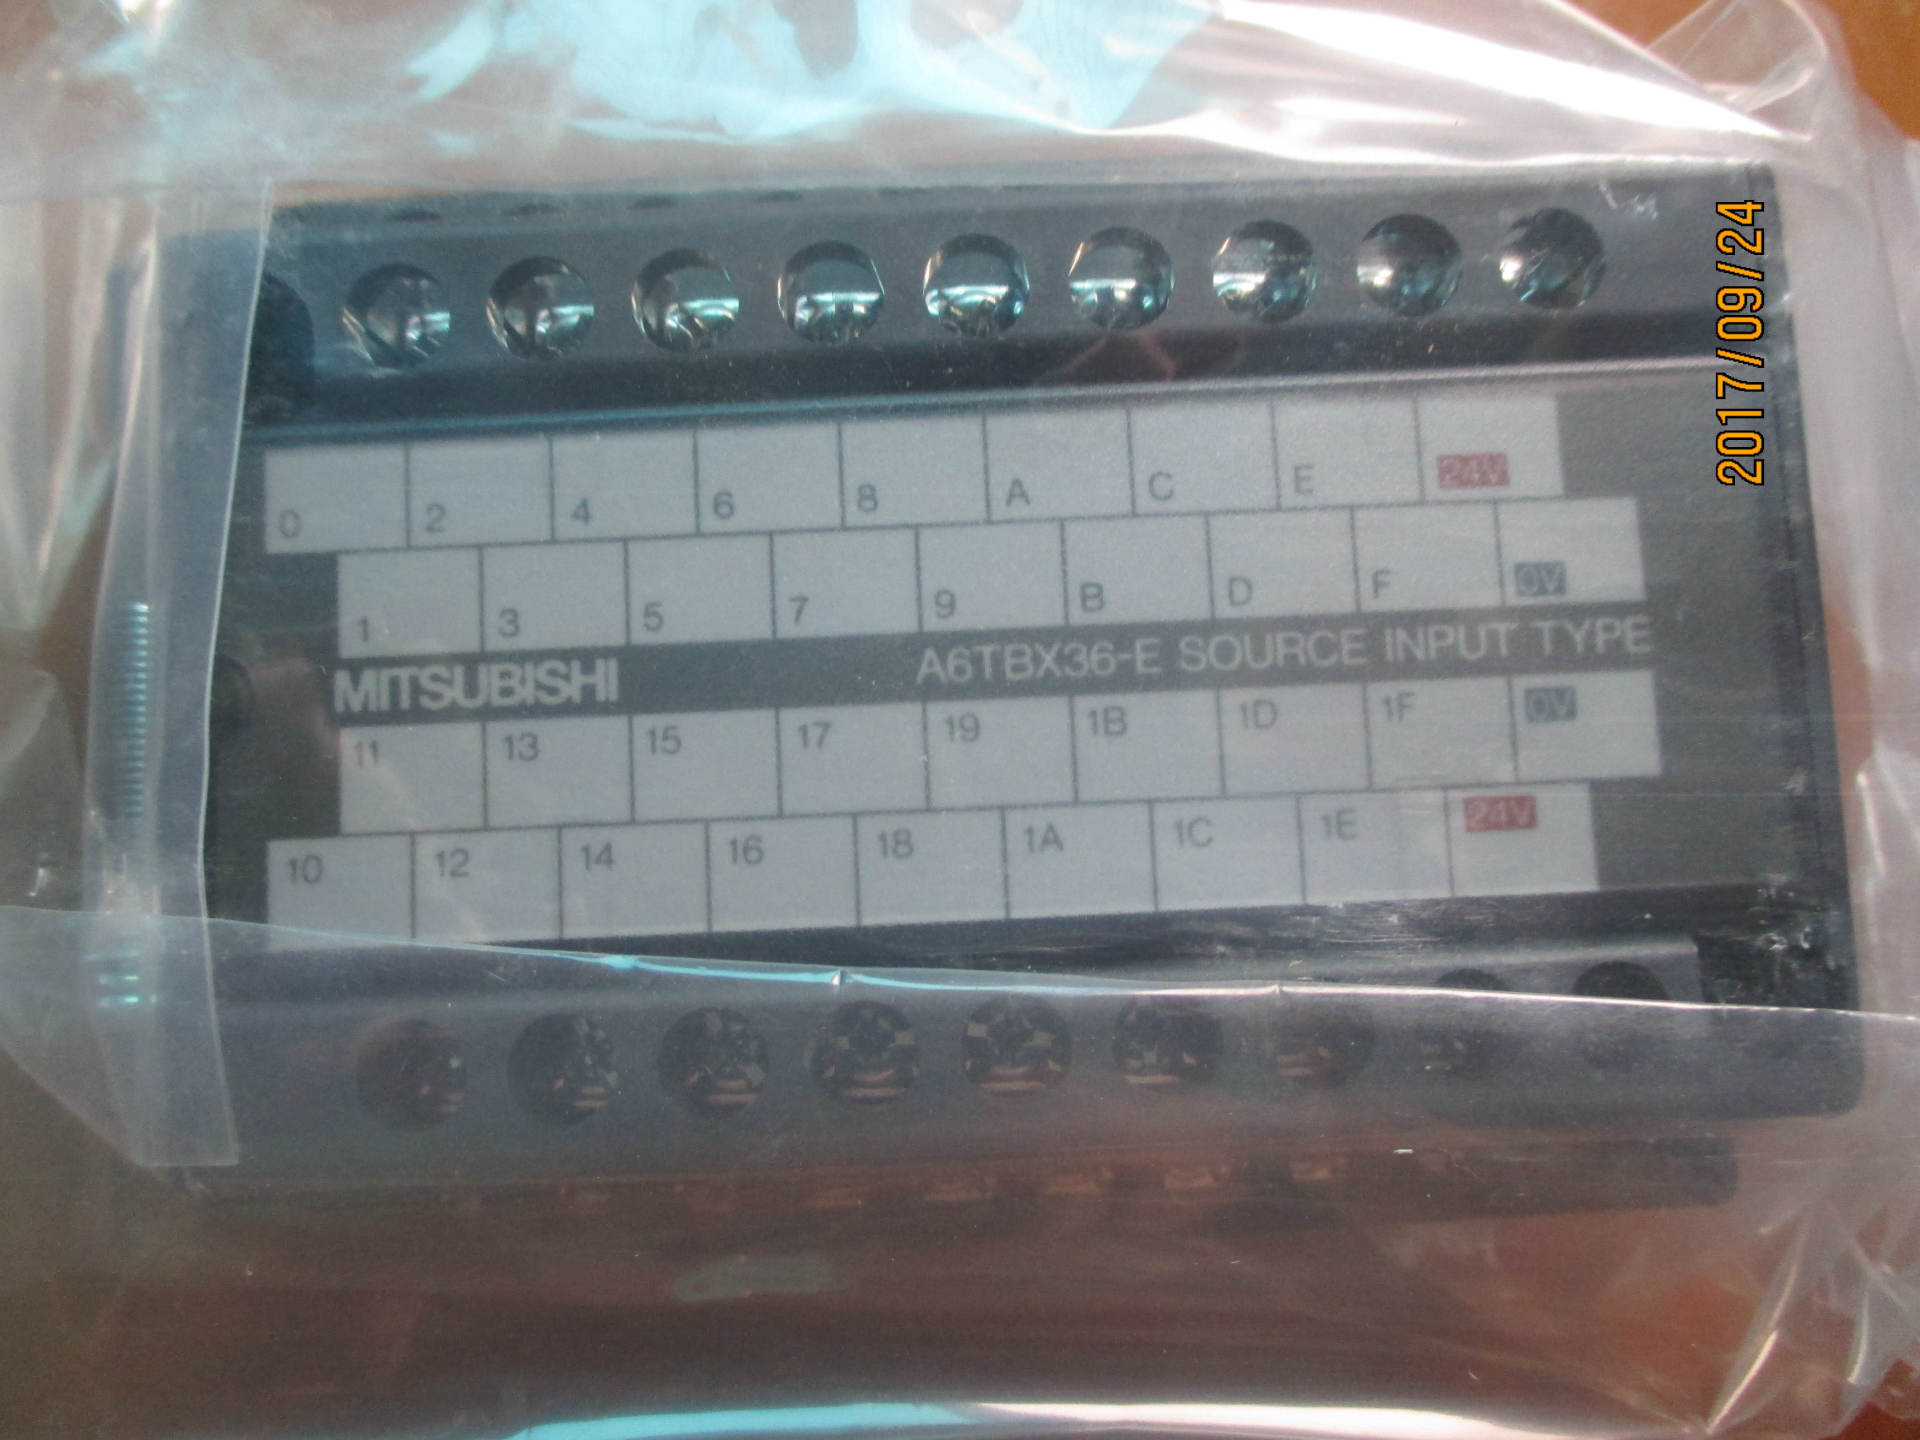 0 2 4 6 8 A C E 24V
1 3 5 7 9 B D F 0V
MITSUBISHI A6TBX36-E SOURCE INPUT TYPE
11 13 15 17 19 1B 1D 1F 0V
10 12 14 16 18 1A 1C 1E 24V
2017/09/24